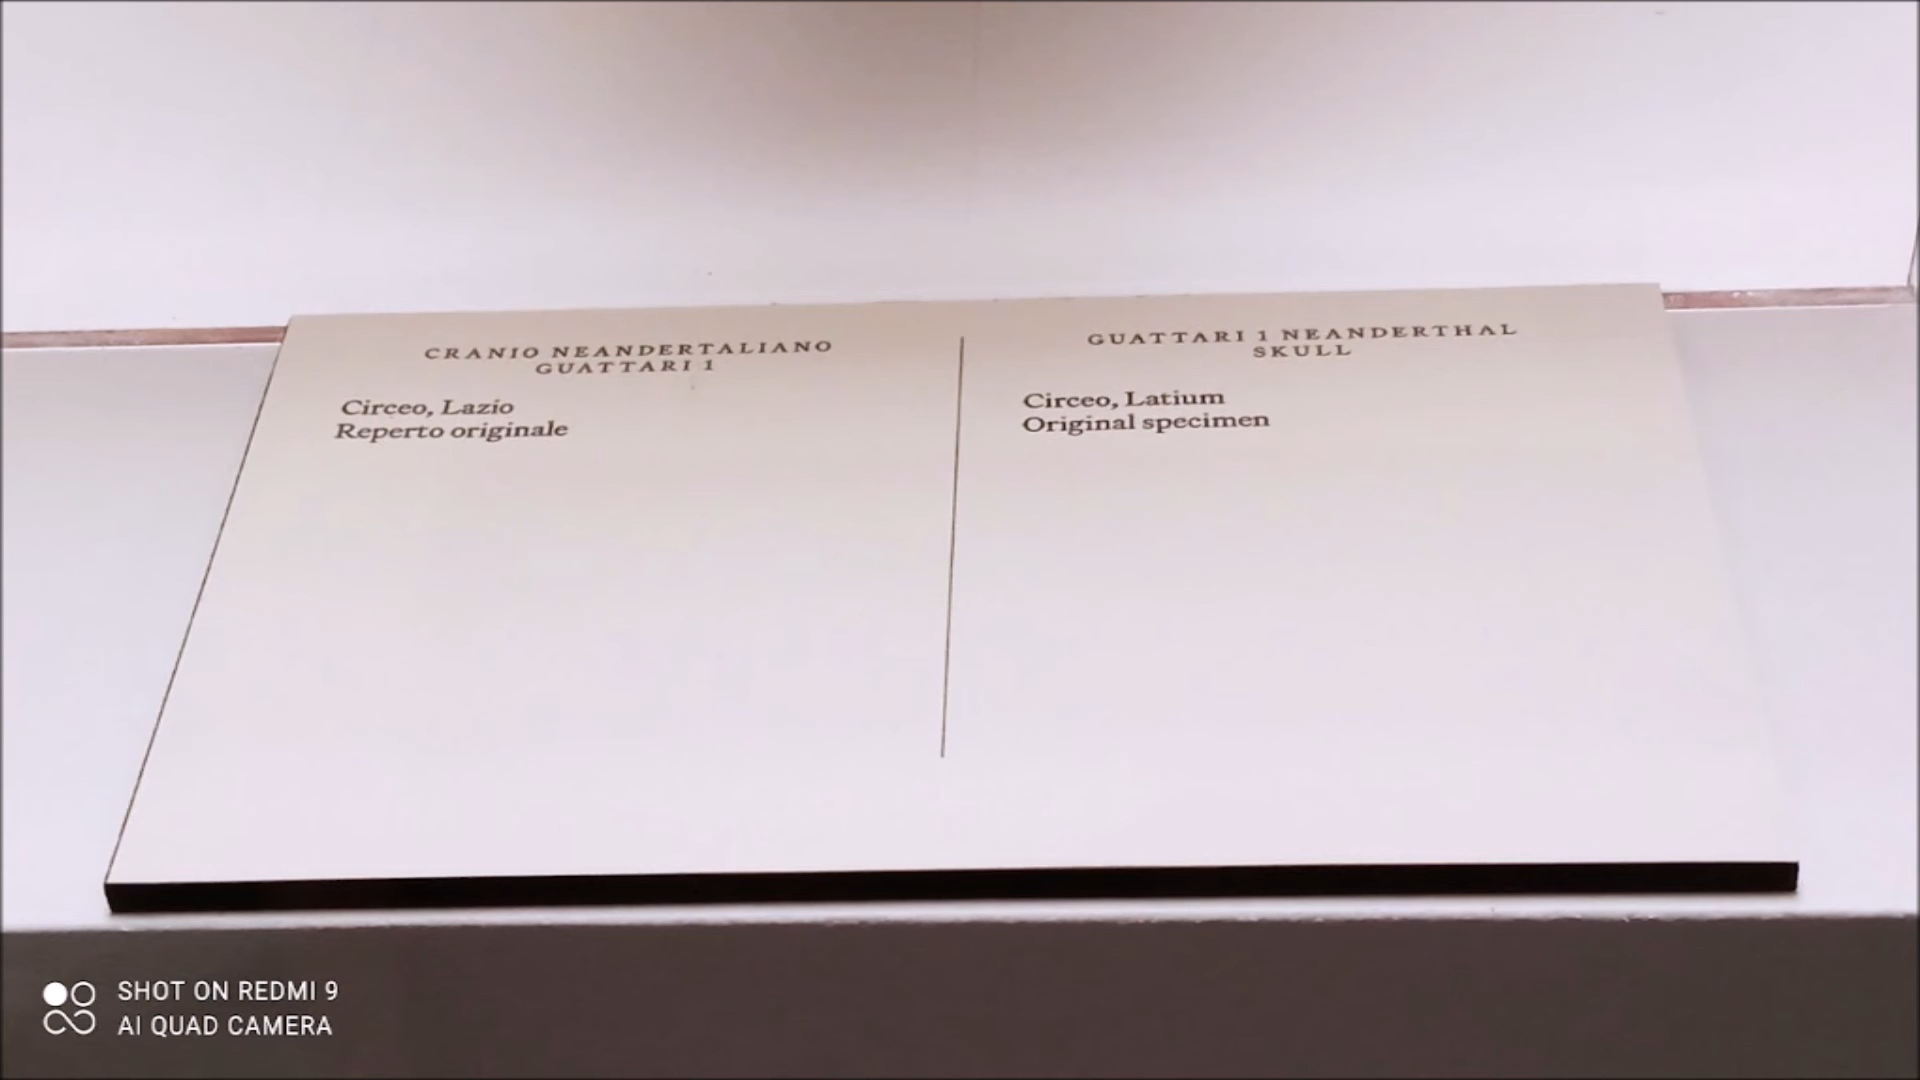 CRANIO NEANDERTALIANO
GUATTARI 1
Circeo, Lazio
Reperto originale
GUATTARI 1 NEANDERTHAL
SKULL
Circeo, Latium
Original specimen
SHOT ON REDMI 9
AI QUAD CAMERA